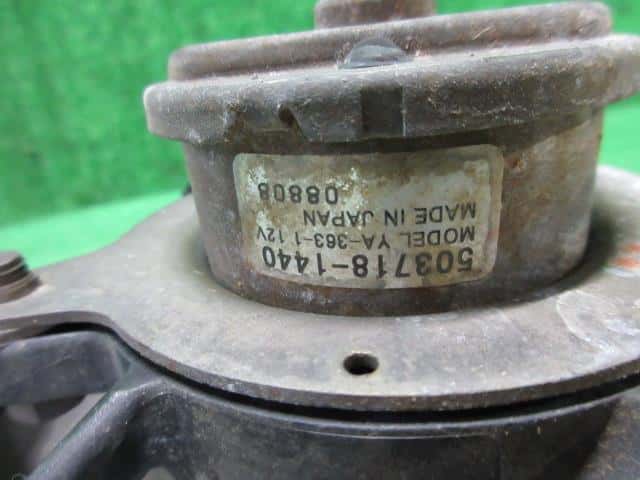 503718-1440
MODEL YA-363-1 12V
MADE IN JAPAN
08808